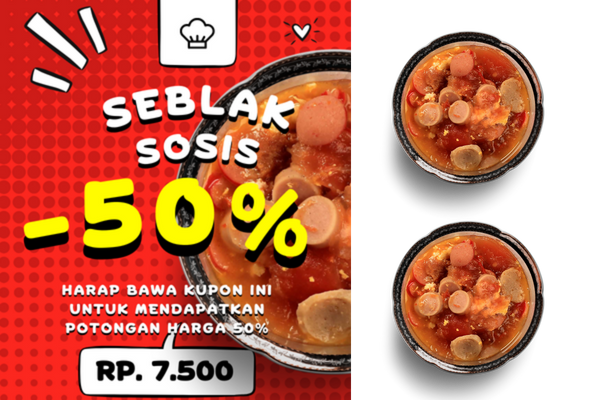 SEBLAK
SOSIS
-50%
HARAP BAWA KUPON INI
UNTUK MENDAPATKAN
POTONGAN HARGA 50%
RP. 7.500